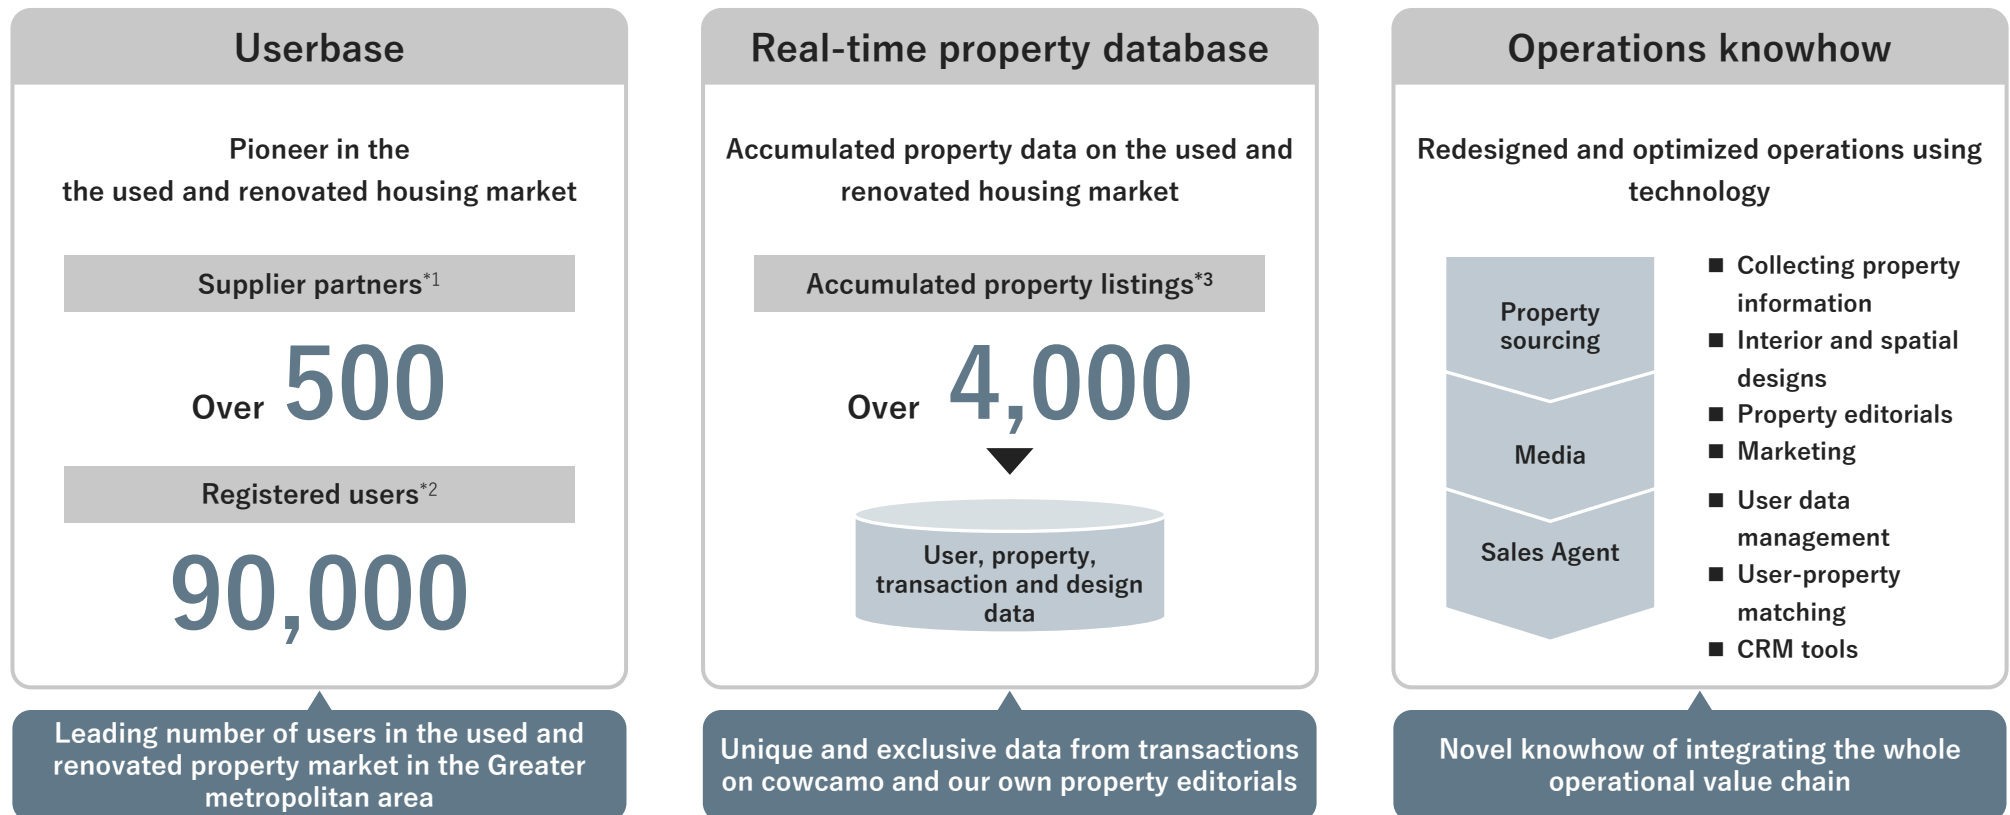 Userbase
Pioneer in the
the used and renovated housing market
Supplier partners*1
Over 500
Registered users*2
90,000
Leading number of users in the used and
renovated property market in the Greater
metropolitan area
Real-time property database
Accumulated property data on the used and
renovated housing market
Accumulated property listings*3
Over 4,000
User, property,
transaction and design
data
Unique and exclusive data from transactions
on cowcamo and our own property editorials
Operations knowhow
Redesigned and optimized operations using
technology
Property
sourcing
Media
Sales Agent
■ Collecting property
information
■ Interior and spatial
designs
■ Property editorials
■ Marketing
■ User data
management
■ User-property
matching
■ CRM tools
Novel knowhow of integrating the whole
operational value chain